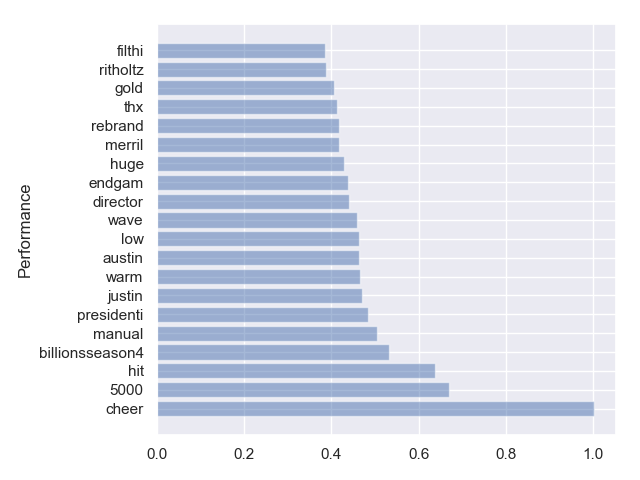 filthi
ritholtz
gold
thx
rebrand
merril
huge
endgam
director
wave
low
austin
warm
justin
presidenti
manual
billionsseason4
hit
5000
cheer
Performance
0.0 0.2 0.4 0.6 0.8 1.0